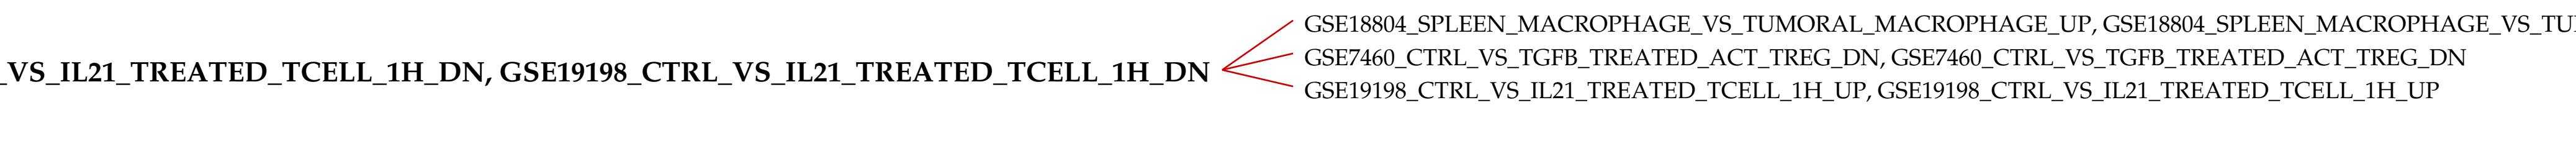 GSE18804_SPLEEN_MACROPHAGE_VS_TUMORAL_MACROPHAGE_UP, GSE18804_SPLEEN_MACROPHAGE_VS_TU
GSE7460_CTRL_VS_TGFB_TREATED_ACT_TREG_DN, GSE7460_CTRL_VS_TGFB_TREATED_ACT_TREG_DN
_VS_IL21_TREATED_TCELL_1H_DN, GSE19198_CTRL_VS_IL21_TREATED_TCELL_1H_DN
GSE19198_CTRL_VS_IL21_TREATED_TCELL_1H_UP, GSE19198_CTRL_VS_IL21_TREATED_TCELL_1H_UP